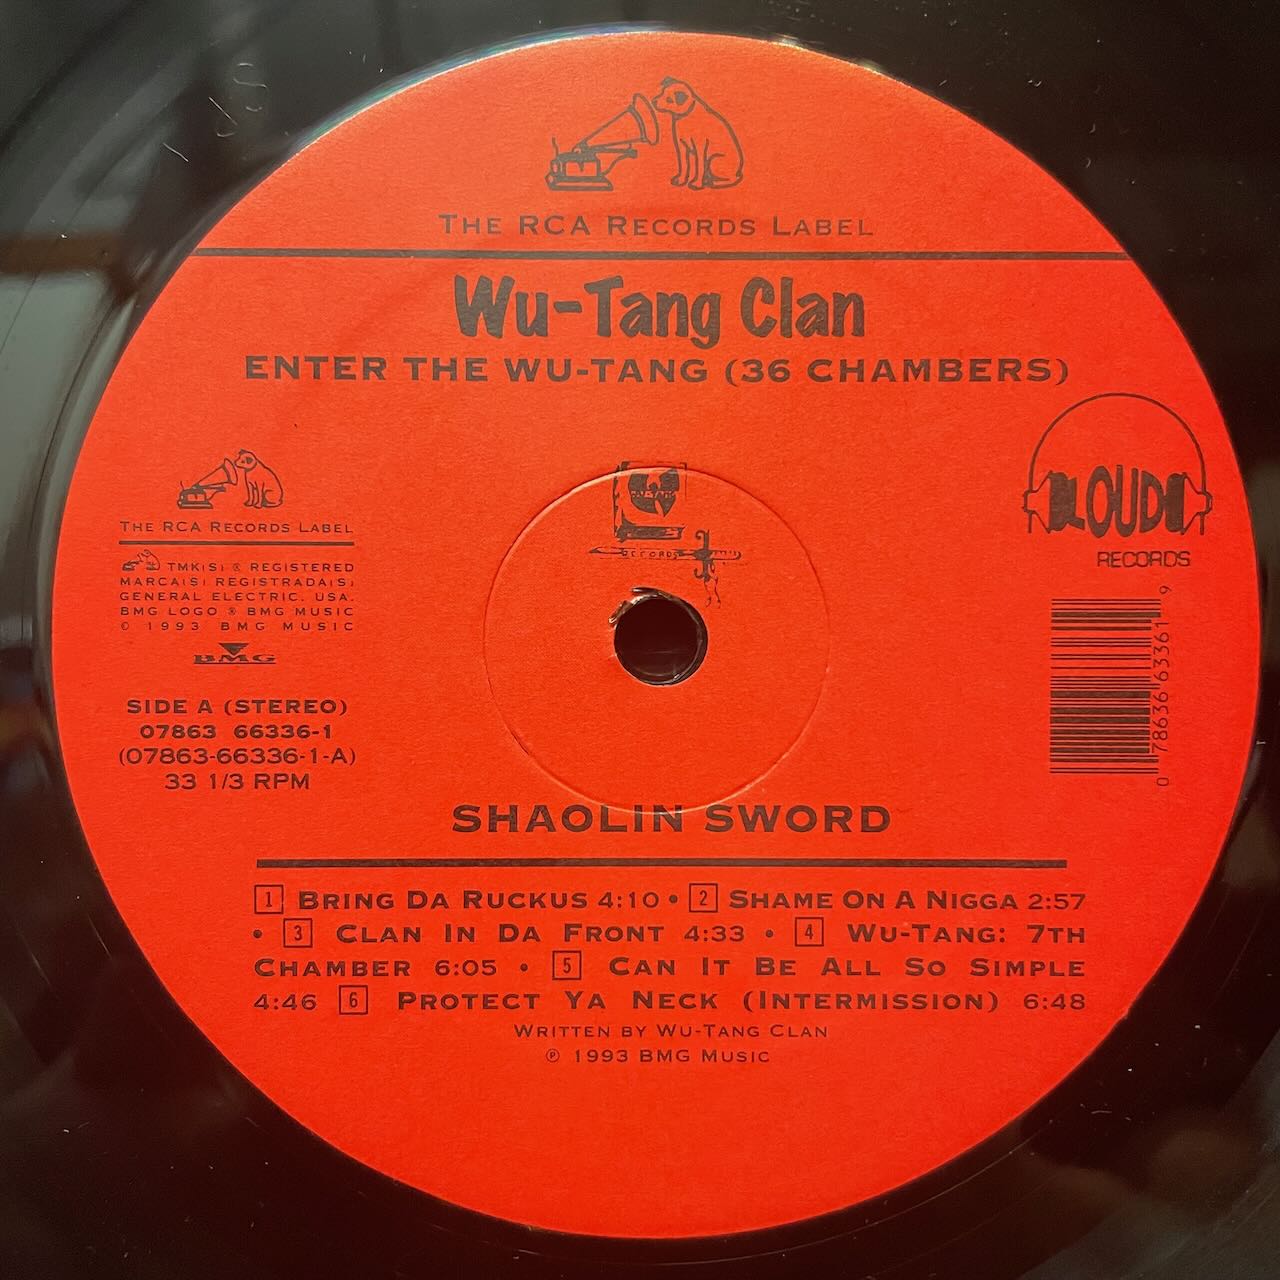 The RCA Records Label
Wu-Tang Clan
ENTER THE WU-TANG (36 CHAMBERS)
WU-TANG
RECORDS
LOUD
RECORDS
The RCA Records Label
TMK(S) ® REGISTERED
MARCA(S) REGISTRADA(S)
GENERAL ELECTRIC, USA.
BMG LOGO ® BMG MUSIC
© 1993 BMG MUSIC
BMG
SIDE A (STEREO)
07863 66336-1
(07863-66336-1-A)
33 1/3 RPM
0 78636 63361 9
SHAOLIN SWORD
1 Bring Da Ruckus 4:10 • 2 Shame On A Nigga 2:57
• 3 Clan In Da Front 4:33 • 4 Wu-Tang: 7th
Chamber 6:05 • 5 Can It Be All So Simple
4:46 6 Protect Ya Neck (Intermission) 6:48
Written by Wu-Tang Clan
℗ 1993 BMG Music